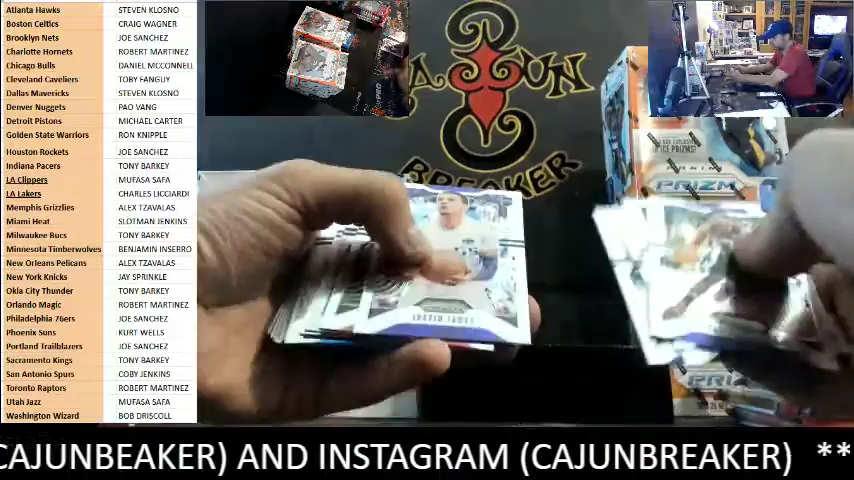 Atlanta Hawks STEVEN KLOSNO
Boston Celtics CRAIG WAGNER
Brooklyn Nets JOE SANCHEZ
Charlotte Hornets ROBERT MARTINEZ
Chicago Bulls DANIEL MCCONNELL
Cleveland Cavaliers TOBY FANGUY
Dallas Mavericks STEVEN KLOSNO
Denver Nuggets PAO VANG
Detroit Pistons MICHAEL CARTER
Golden State Warriors RON KNIPPLE
Houston Rockets JOE SANCHEZ
Indiana Pacers TONY BARKEY
LA Clippers MUFASA SAFA
LA Lakers CHARLES LICCIARDI
Memphis Grizzlies ALEX TZAVALAS
Miami Heat SLOTMAN JENKINS
Milwaukee Bucs TONY BARKEY
Minnesota Timberwolves BENJAMIN INSERRO
New Orleans Pelicans ALEX TZAVALAS
New York Knicks JAY SPRINKLE
Okla City Thunder TONY BARKEY
Orlando Magic ROBERT MARTINEZ
Philadelphia 76ers JOE SANCHEZ
Phoenix Suns KURT WELLS
Portland Trailblazers JOE SANCHEZ
Sacramento Kings TONY BARKEY
San Antonio Spurs COBY JENKINS
Toronto Raptors ROBERT MARTINEZ
Utah Jazz MUFASA SAFA
Washington Wizard BOB DRISCOLL
BREAKER
PRIZM
CAJUNBEAKER) AND INSTAGRAM (CAJUNBREAKER) **